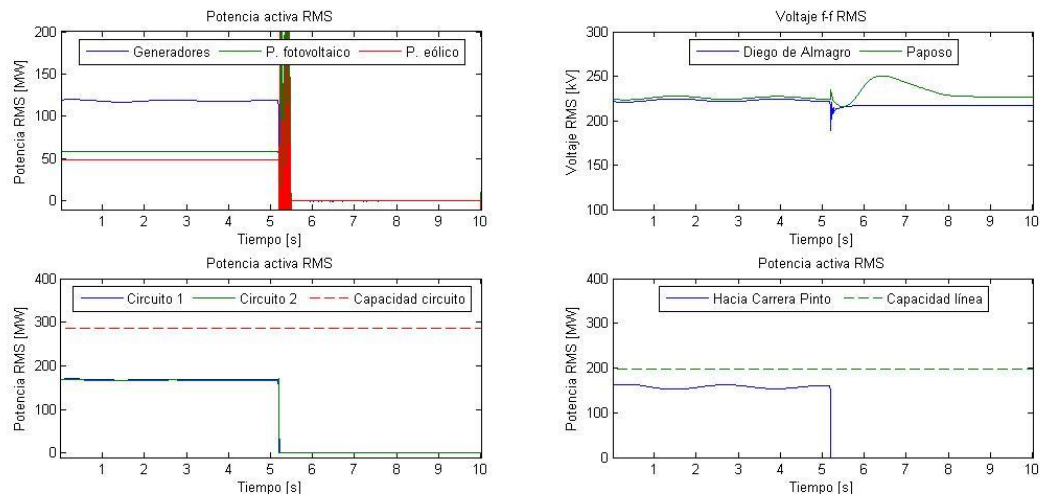 Potencia activa RMS
Potencia RMS [MW]
200
150
100
50
0
Generadores P. fotovoltaico P. eólico
1 2 3 4 5 6 7 8 9 10
Tiempo [s]
Voltaje f-f RMS
Voltaje RMS [kV]
300
250
200
150
100
Diego de Almagro Paposo
1 2 3 4 5 6 7 8 9 10
Tiempo [s]
Potencia activa RMS
Potencia RMS [MW]
400
300
200
100
0
Circuito 1 Circuito 2 Capacidad circuito
1 2 3 4 5 6 7 8 9 10
Tiempo [s]
Potencia activa RMS
Potencia RMS [MW]
400
300
200
100
0
Hacia Carrera Pinto Capacidad línea
1 2 3 4 5 6 7 8 9 10
Tiempo [s]